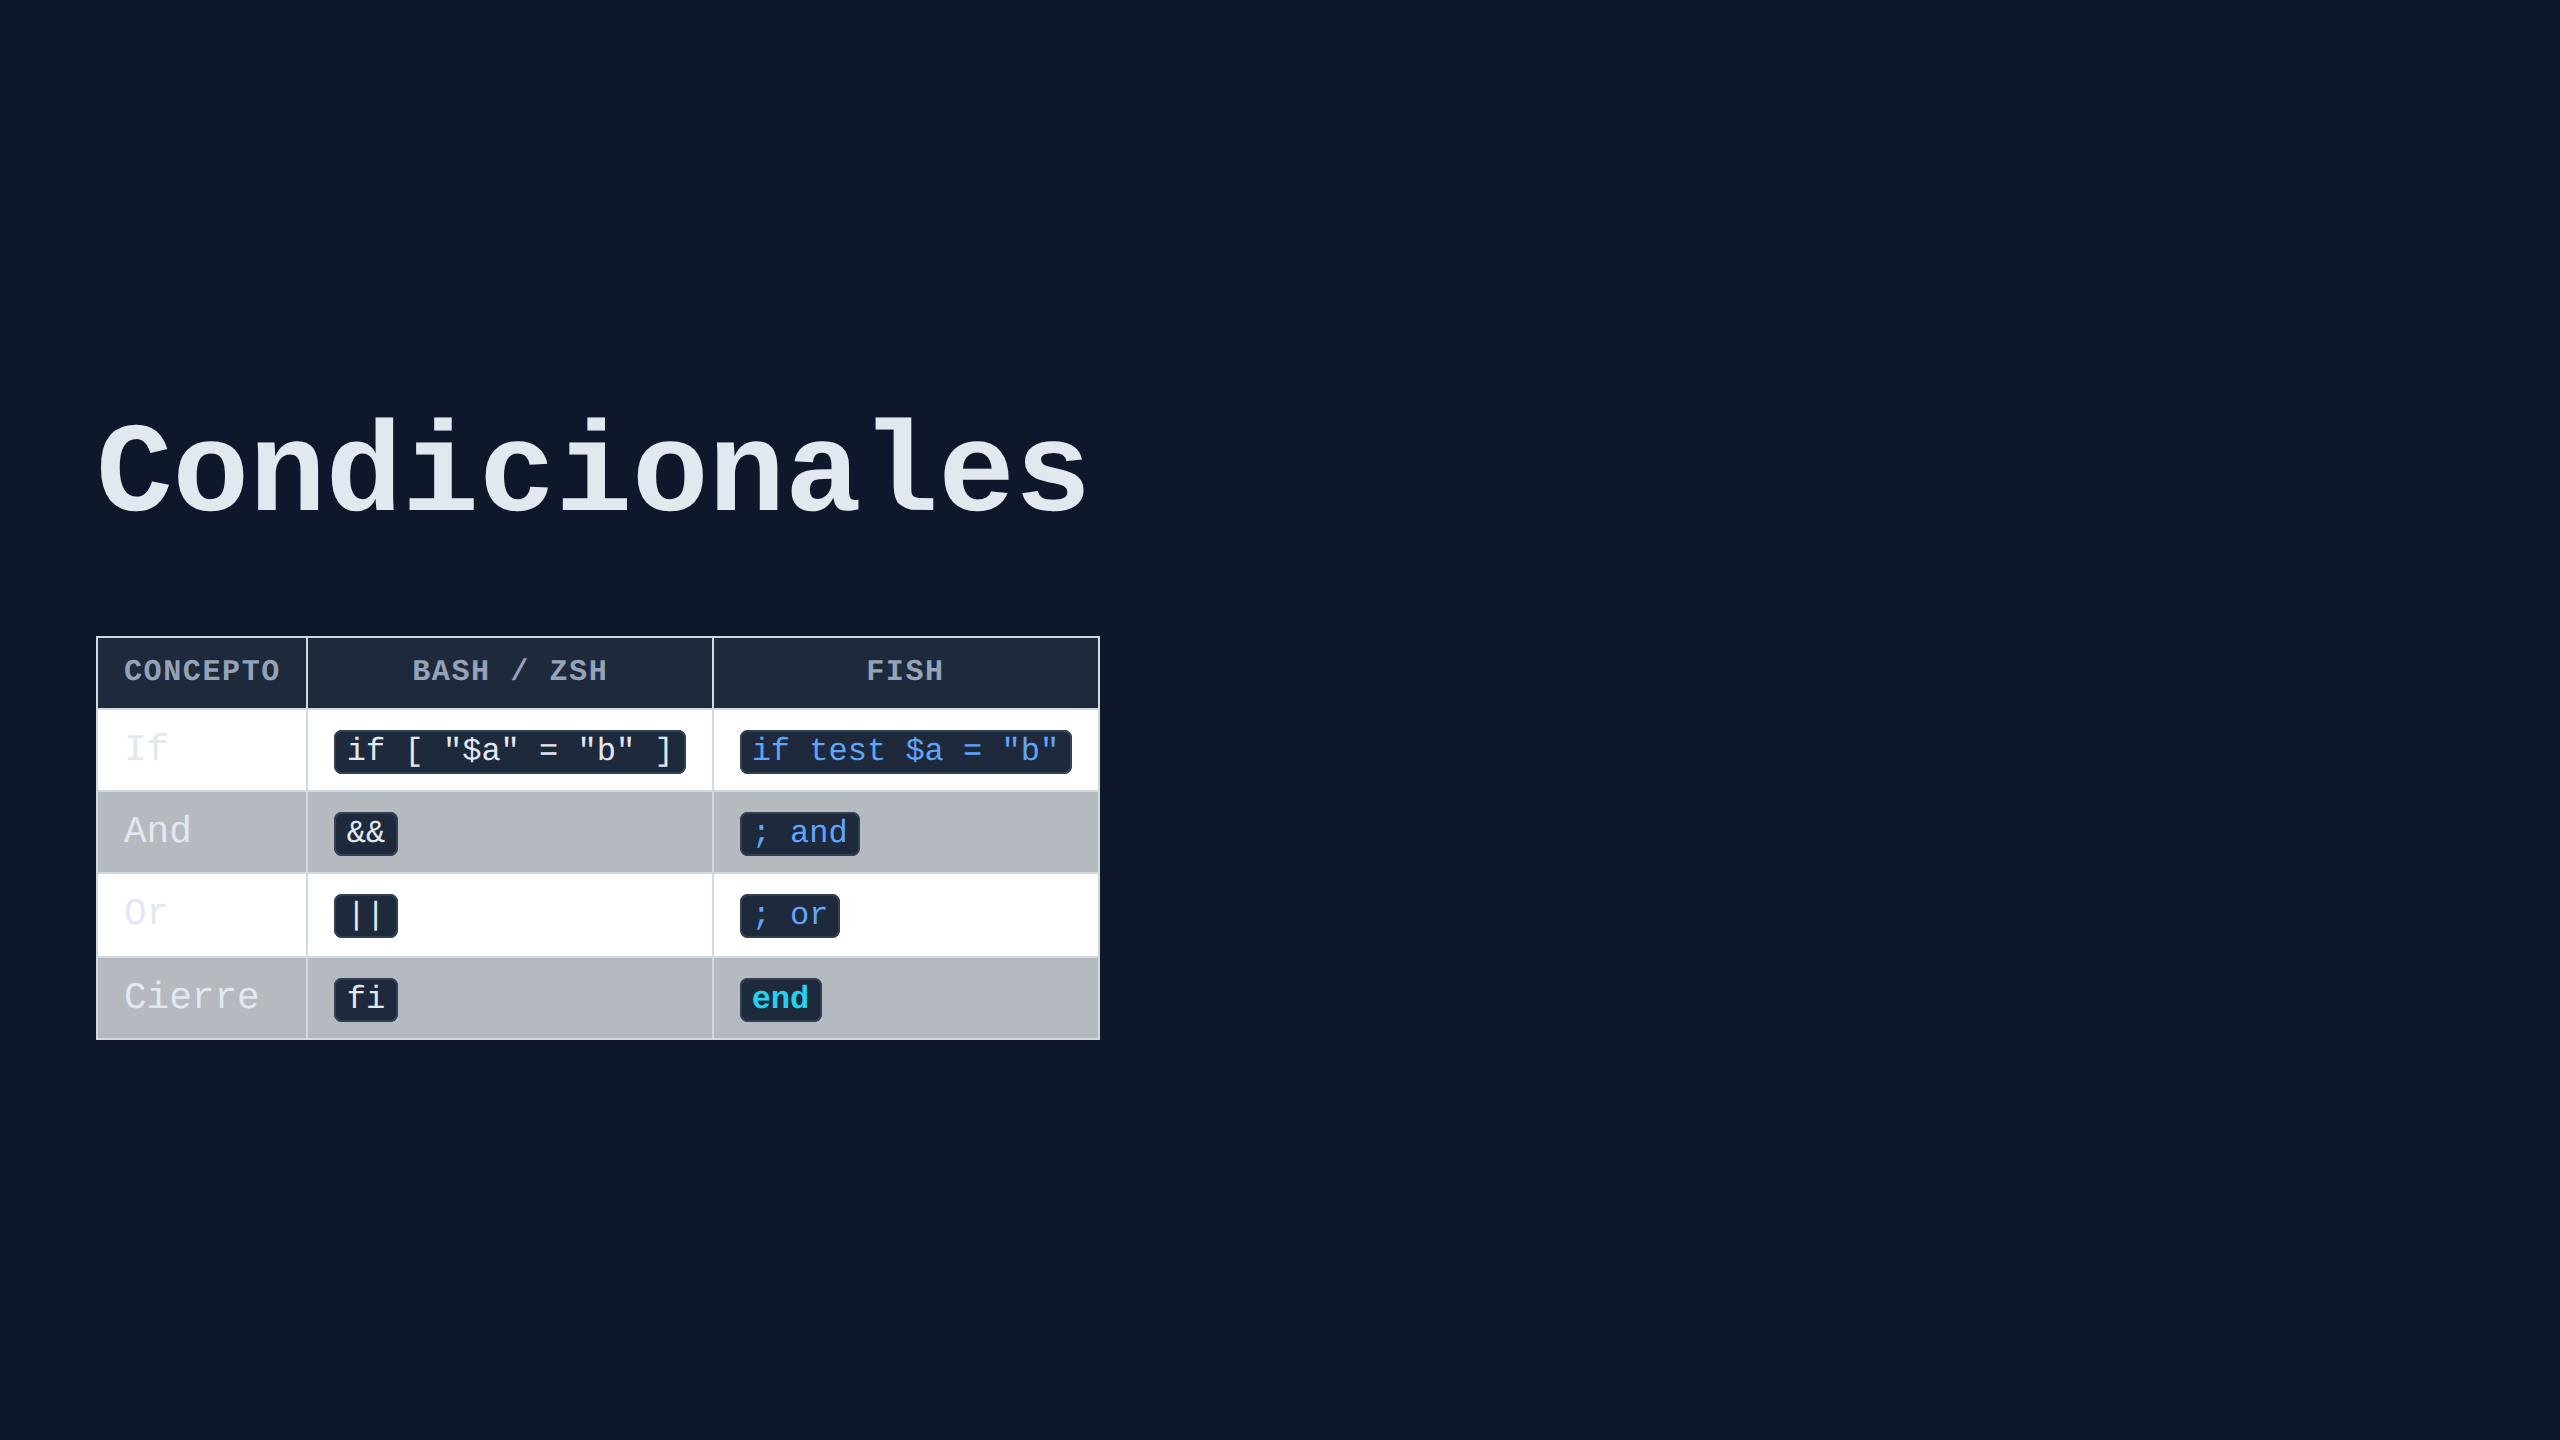 Condicionales
CONCEPTO BASH / ZSH FISH
If if [ "$a" = "b" ] if test $a = "b"
And && ; and
Or || ; or
Cierre fi end